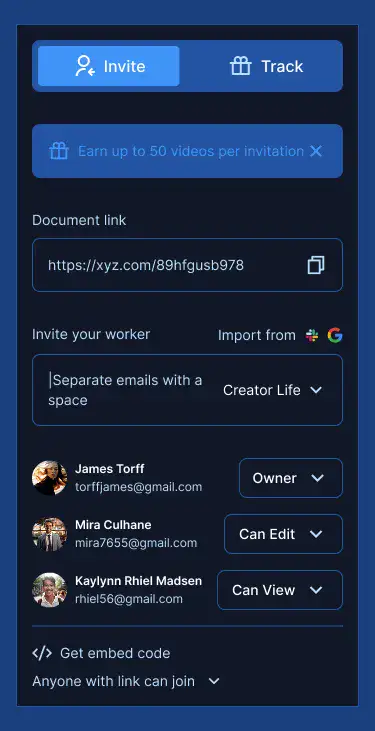 Invite
Track
Earn up to 50 videos per invitation
Document link
https://xyz.com/89hfgusb978
Invite your worker
Import from
Separate emails with a
space
Creator Life
James Torff
torffjames@gmail.com
Owner
Mira Culhane
mira7655@gmail.com
Can Edit
Kaylynn Rhiel Madsen
rhiel56@gmail.com
Can View
Get embed code
Anyone with link can join